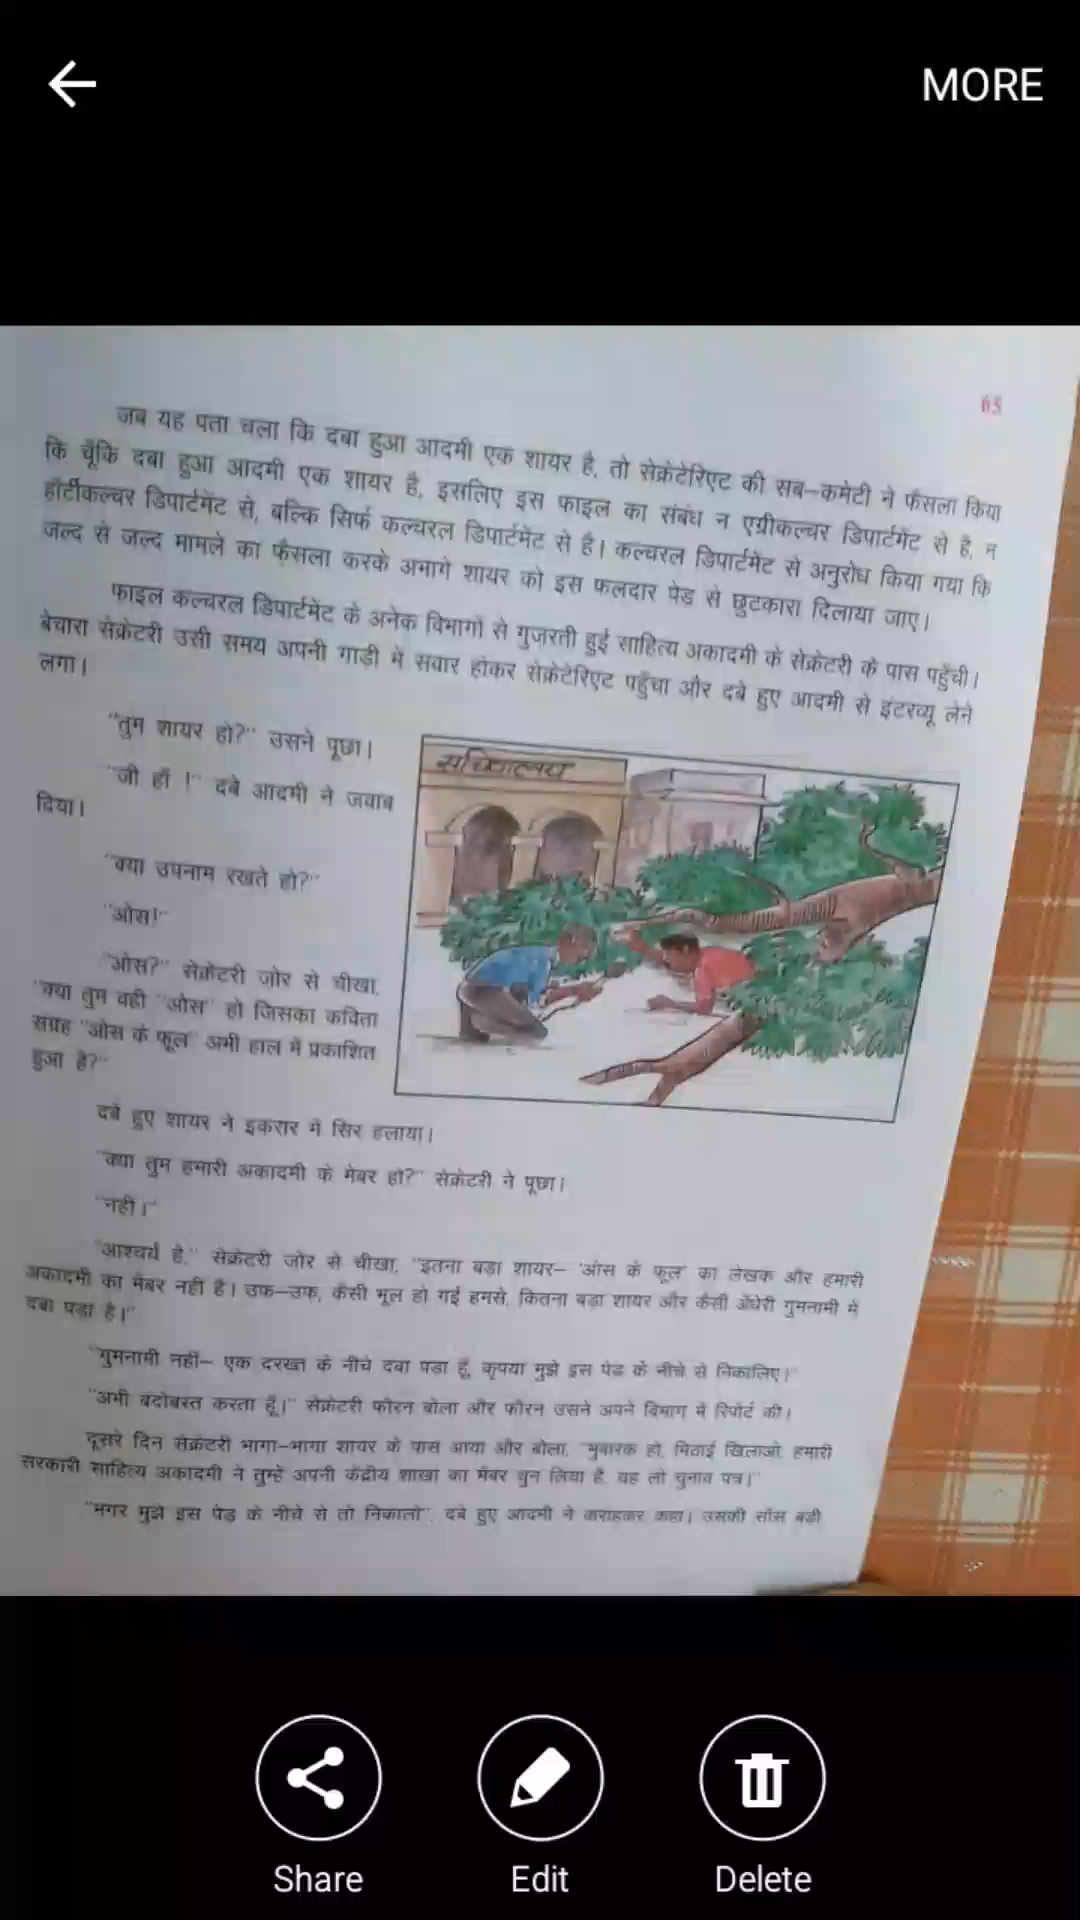 MORE
65
जब यह पता चला कि दबा हुआ आदमी एक शायर है, तो सेक्रेटेरिएट की सब–कमेटी ने फैसला किया
कि चूँकि दबा हुआ आदमी एक शायर है, इसलिए इस फाइल का संबंध न एग्रीकल्चर डिपार्टमेंट से है, न
हॉर्टीकल्चर डिपार्टमेंट से, बल्कि सिर्फ कल्चरल डिपार्टमेंट से है। कल्चरल डिपार्टमेंट से अनुरोध किया गया कि
जल्द से जल्द मामले का फैसला करके अभागे शायर को इस फलदार पेड़ से छुटकारा दिलाया जाए।
फाइल कल्चरल डिपार्टमेंट के अनेक विभागों से गुजरती हुई साहित्य अकादमी के सेक्रेटरी के पास पहुँची।
बेचारा सेक्रेटरी उसी समय अपनी गाड़ी में सवार होकर सेक्रेटेरिएट पहुँचा और दबे हुए आदमी से इंटरव्यू लेने
लगा।
"तुम शायर हो?" उसने पूछा।
"जी हाँ !" दबे आदमी ने जवाब
दिया।
सचिवालय
"क्या उपनाम रखते हो?"
"ओस!"
"ओस?" सेक्रेटरी जोर से चीखा,
"क्या तुम वही "ओस" हो जिसका कविता
संग्रह "ओस के फूल" अभी हाल में प्रकाशित
हुआ है?"
दबे हुए शायर ने इकरार में सिर हलाया।
"क्या तुम हमारी अकादमी के मेंबर हो?" सेक्रेटरी ने पूछा।
"नहीं।"
"आश्चर्य है," सेक्रेटरी जोर से चीखा, "इतना बड़ा शायर– 'ओस के फूल' का लेखक और हमारी
अकादमी का मेंबर नहीं है। उफ–उफ, कैसी भूल हो गई हमसे, कितना बड़ा शायर और कैसी अँधेरी गुमनामी में
दबा पड़ा है।"
"गुमनामी नहीं– एक दरख्त के नीचे दबा पड़ा हूँ, कृपया मुझे इस पेड़ के नीचे से निकालिए।"
"अभी बंदोबस्त करता हूँ।" सेक्रेटरी फौरन बोला और फौरन उसने अपने विभाग में रिपोर्ट की।
दूसरे दिन सेक्रेटरी भागा–भागा शायर के पास आया और बोला, "मुबारक हो, मिठाई खिलाओ, हमारी
सरकारी साहित्य अकादमी ने तुम्हें अपनी केंद्रीय शाखा का मेंबर चुन लिया है, यह लो चुनाव पत्र।"
"मगर मुझे इस पेड़ के नीचे से तो निकालो", दबे हुए आदमी ने कराहकर कहा। उसकी साँस बड़ी
Share
Edit
Delete